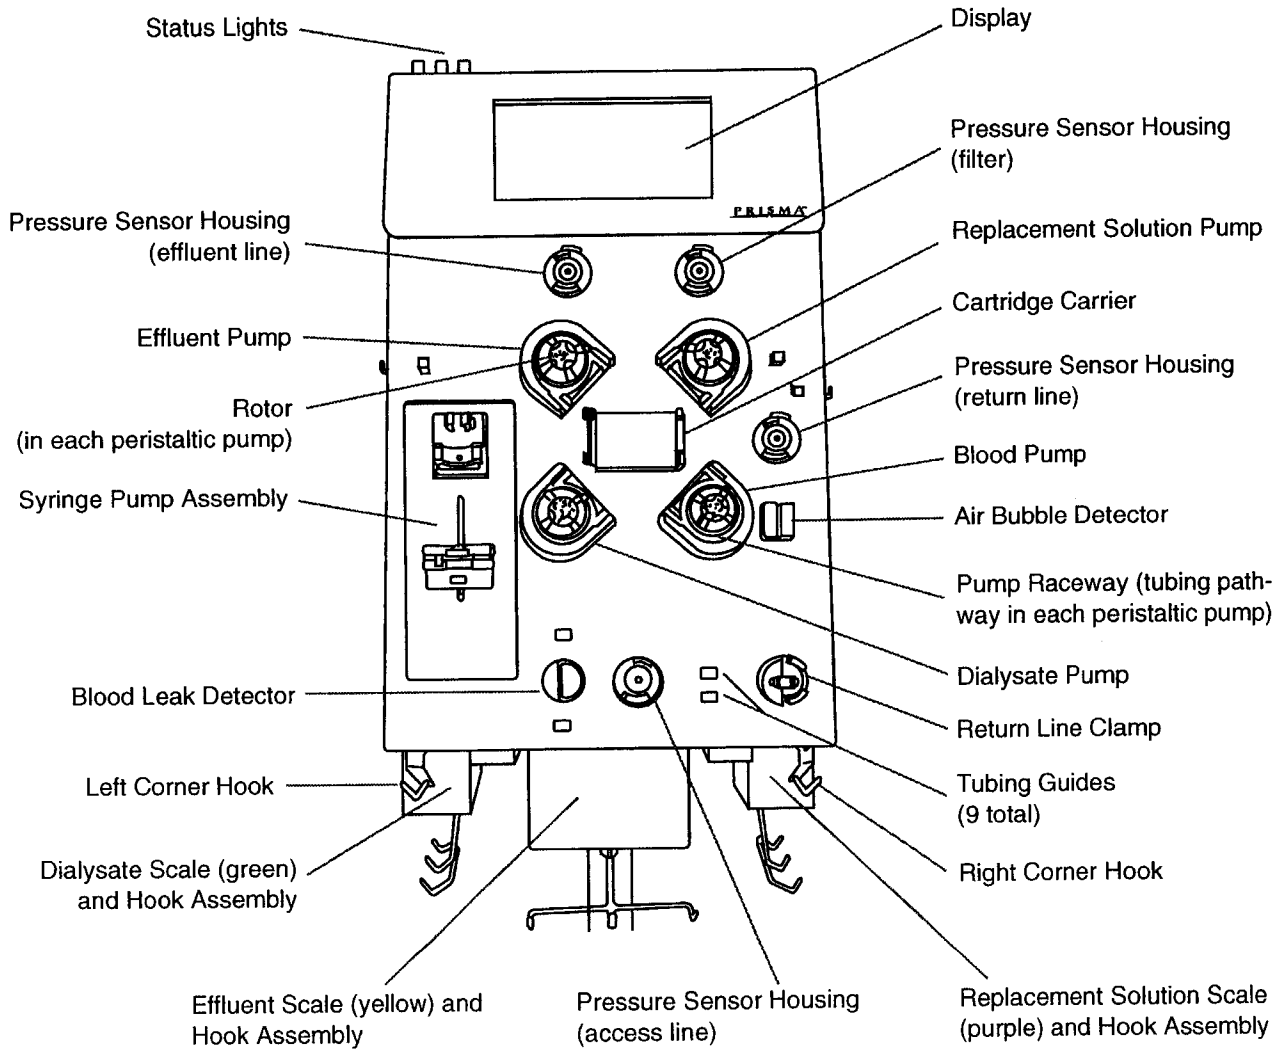 Status Lights
Display
Pressure Sensor Housing
(filter)
PRISMA
Pressure Sensor Housing
(effluent line)
Replacement Solution Pump
Cartridge Carrier
Effluent Pump
Pressure Sensor Housing
(return line)
Rotor
(in each peristaltic pump)
Blood Pump
Syringe Pump Assembly
Air Bubble Detector
Pump Raceway (tubing path-
way in each peristaltic pump)
Dialysate Pump
Blood Leak Detector
Return Line Clamp
Left Corner Hook
Tubing Guides
(9 total)
Dialysate Scale (green)
and Hook Assembly
Right Corner Hook
Effluent Scale (yellow) and
Hook Assembly
Pressure Sensor Housing
(access line)
Replacement Solution Scale
(purple) and Hook Assembly